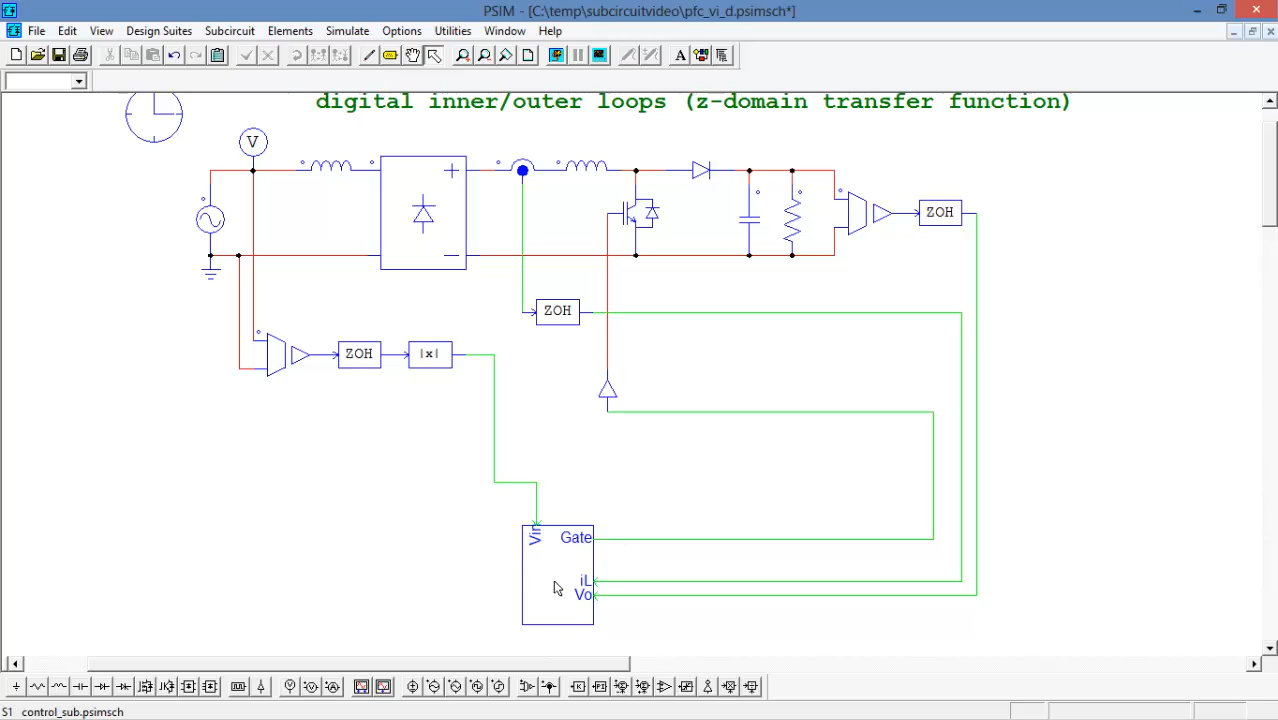 PSIM - [C:\temp\subcircuitvideo\pfc_vi_d.psimsch*]
File Edit View Design Suites Subcircuit Elements Simulate Options Utilities Window Help
digital inner/outer loops (z-domain transfer function)
V
ZOH
ZOH
ZOH
|x|
Vin
Gate
iL
Vo
S1 control_sub.psimsch